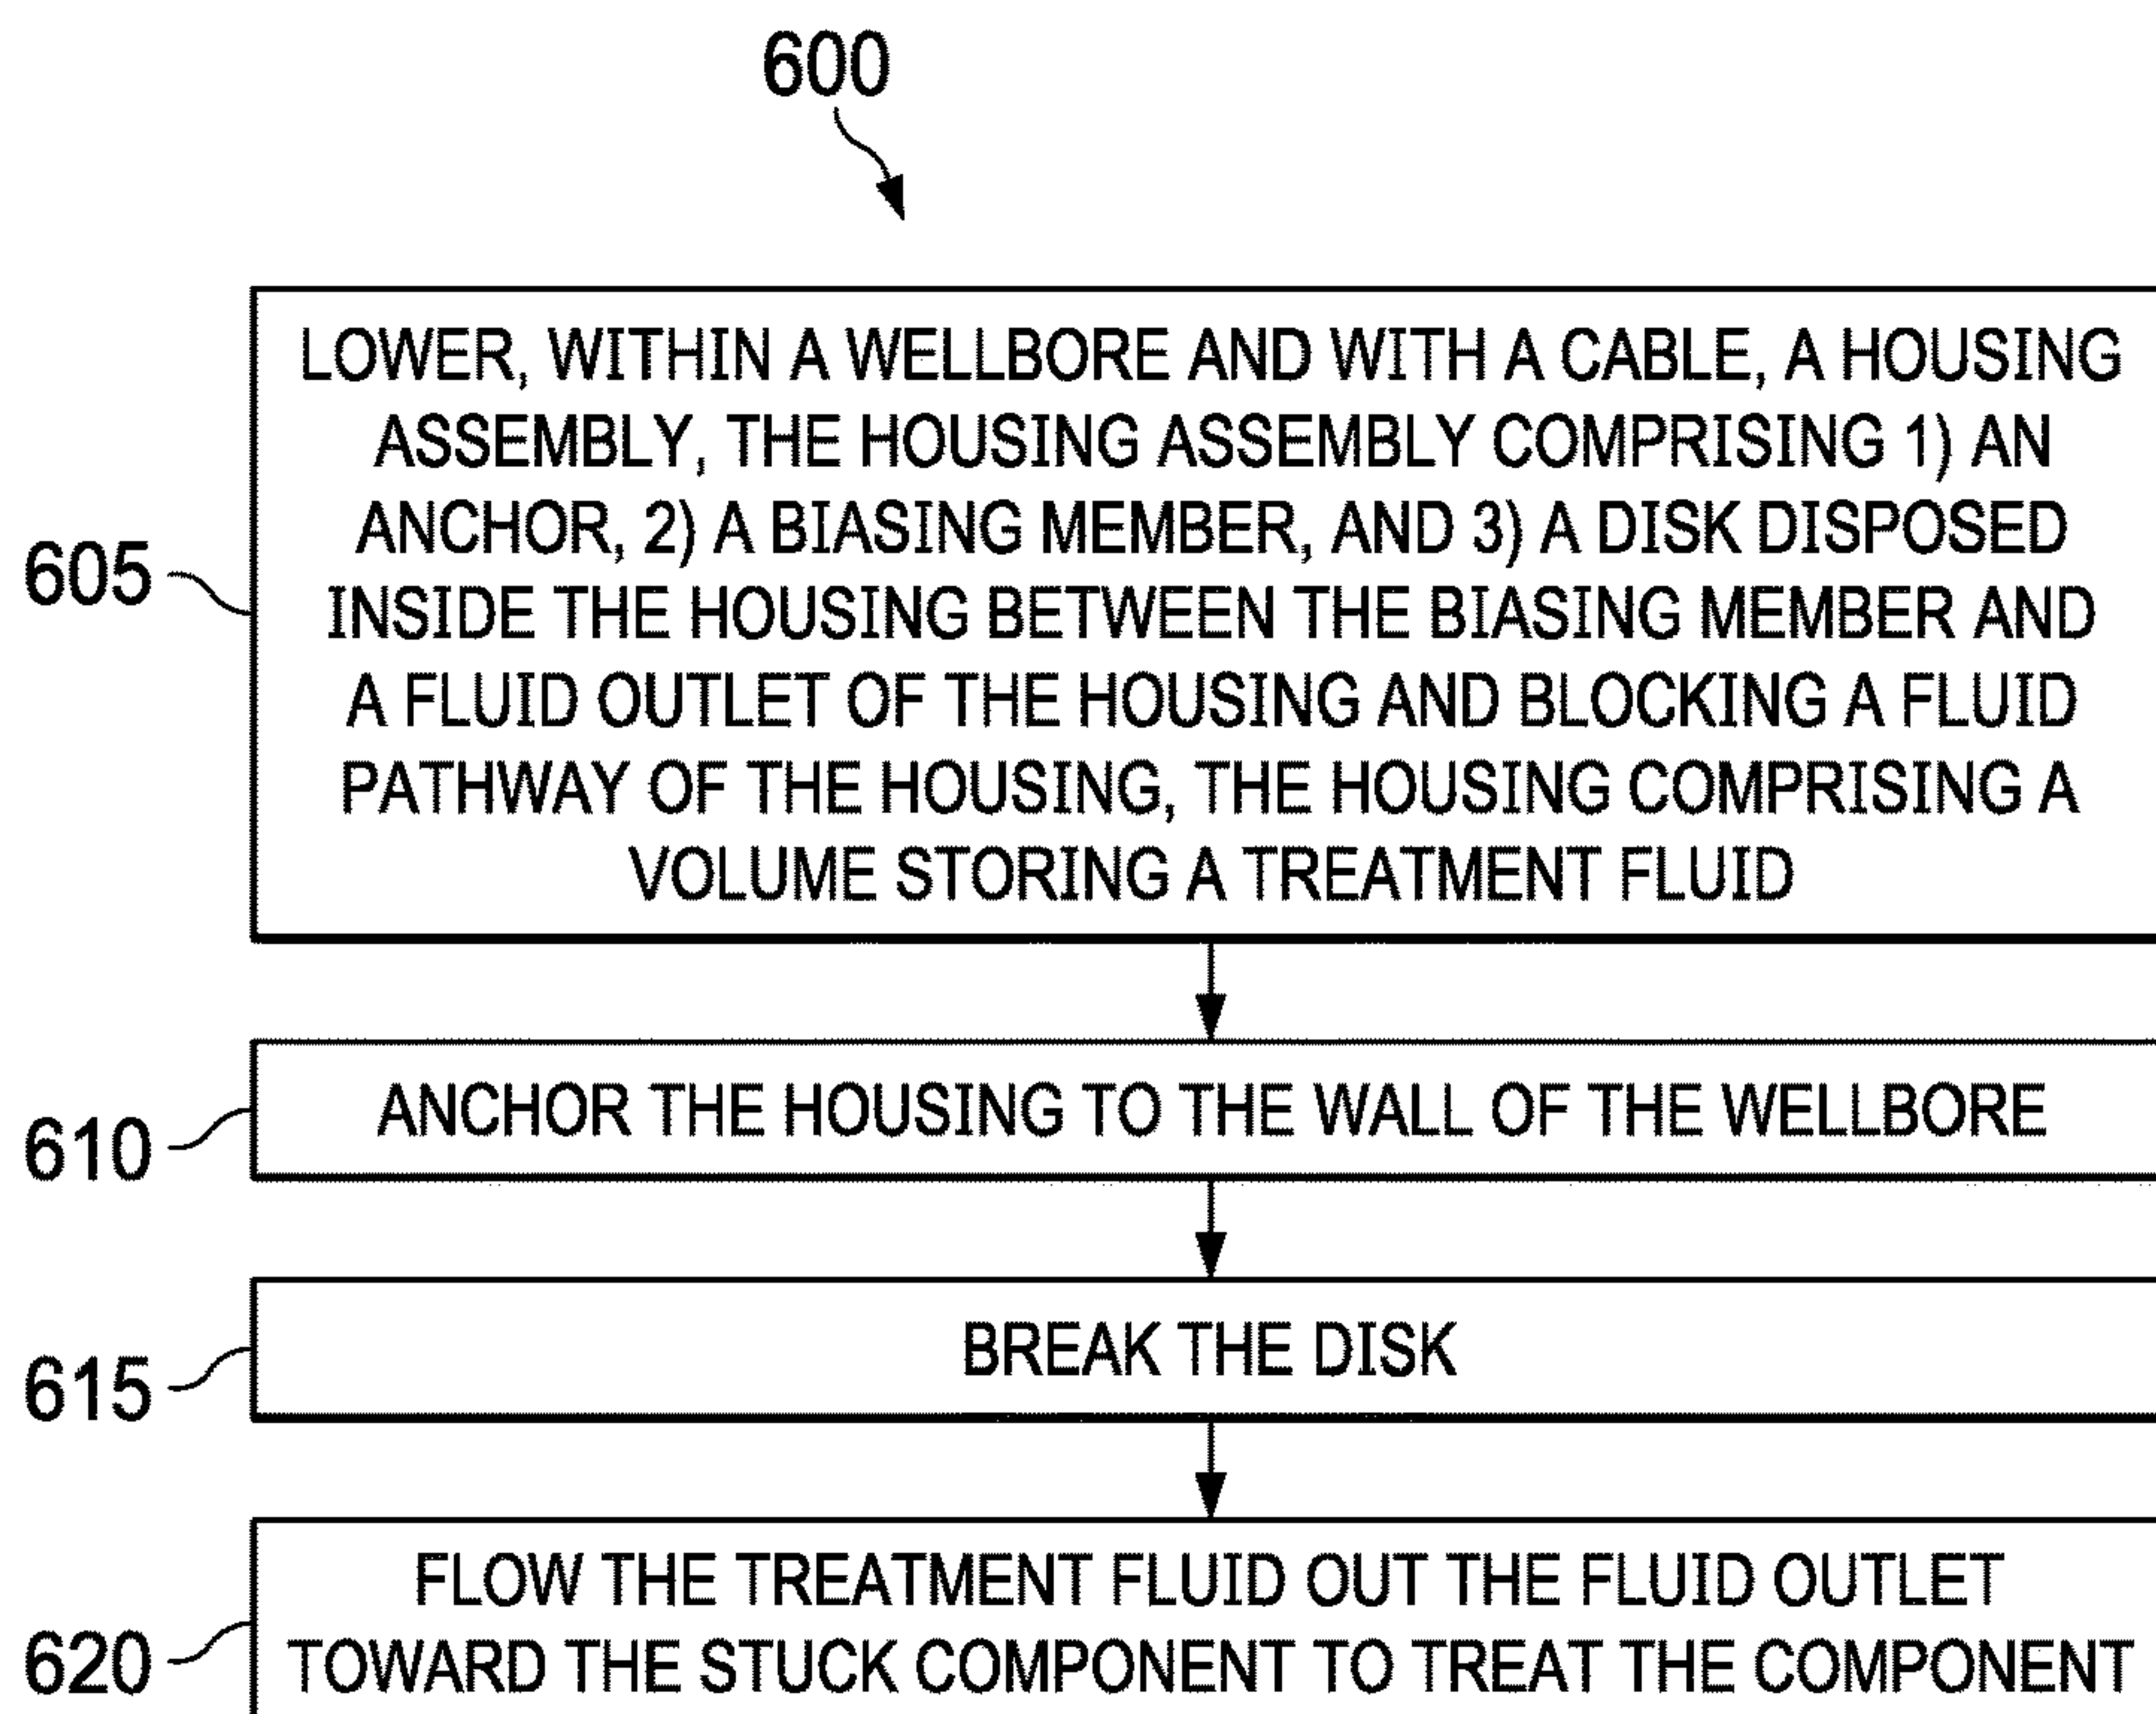 600
LOWER, WITHIN A WELLBORE AND WITH A CABLE, A HOUSING
ASSEMBLY, THE HOUSING ASSEMBLY COMPRISING 1) AN
ANCHOR, 2) A BIASING MEMBER, AND 3) A DISK DISPOSED
INSIDE THE HOUSING BETWEEN THE BIASING MEMBER AND
A FLUID OUTLET OF THE HOUSING AND BLOCKING A FLUID
PATHWAY OF THE HOUSING, THE HOUSING COMPRISING A
VOLUME STORING A TREATMENT FLUID
605
ANCHOR THE HOUSING TO THE WALL OF THE WELLBORE
610
BREAK THE DISK
615
FLOW THE TREATMENT FLUID OUT THE FLUID OUTLET
TOWARD THE STUCK COMPONENT TO TREAT THE COMPONENT
620